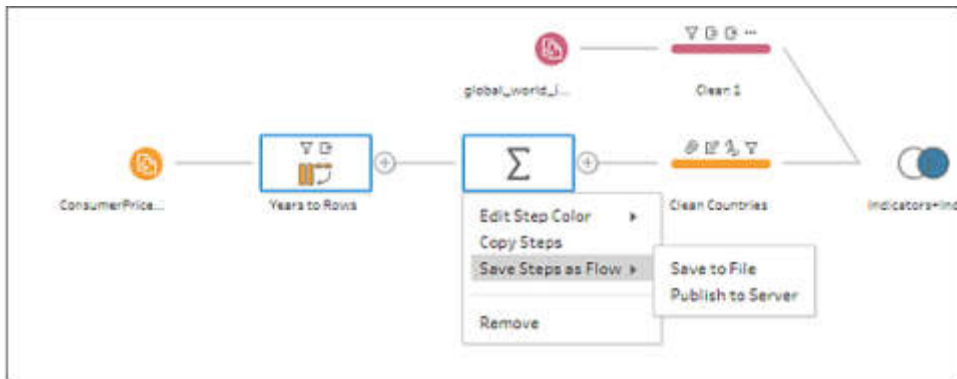 global_world_i...
Clean 1
ConsumerPrice...
Years to Rows
Clean Countries
Indicators+Ind
Edit Step Color
Copy Steps
Save Steps as Flow
Save to File
Publish to Server
Remove